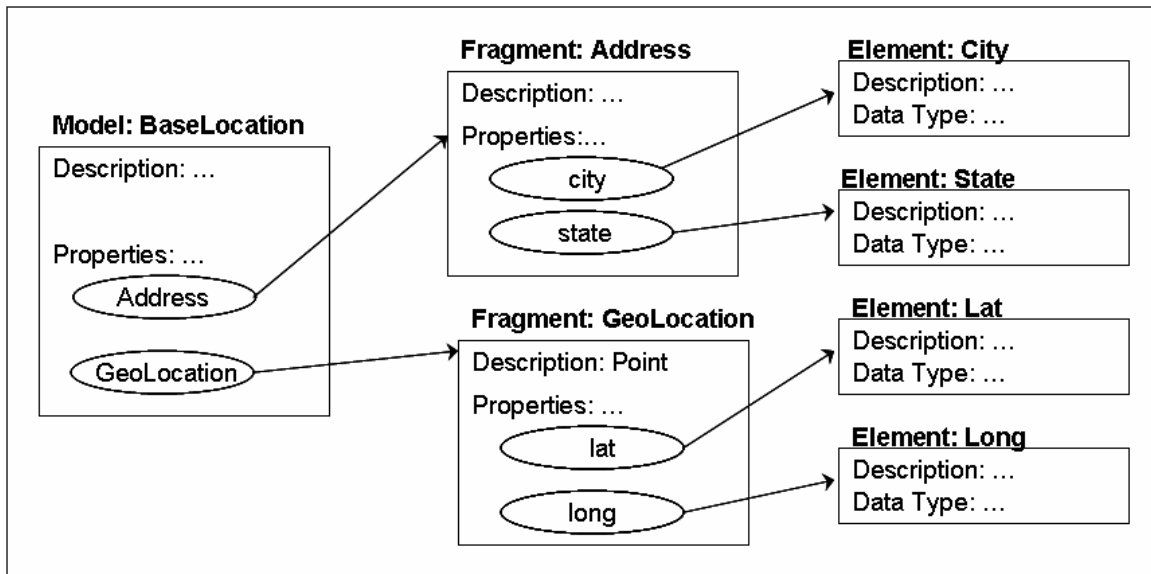 Model: BaseLocation
Description: …
Properties: …
Address
GeoLocation
Fragment: Address
Description: …
Properties:…
city
state
Fragment: GeoLocation
Description: Point
Properties: …
lat
long
Element: City
Description: …
Data Type: …
Element: State
Description: …
Data Type: …
Element: Lat
Description: …
Data Type: …
Element: Long
Description: …
Data Type: …